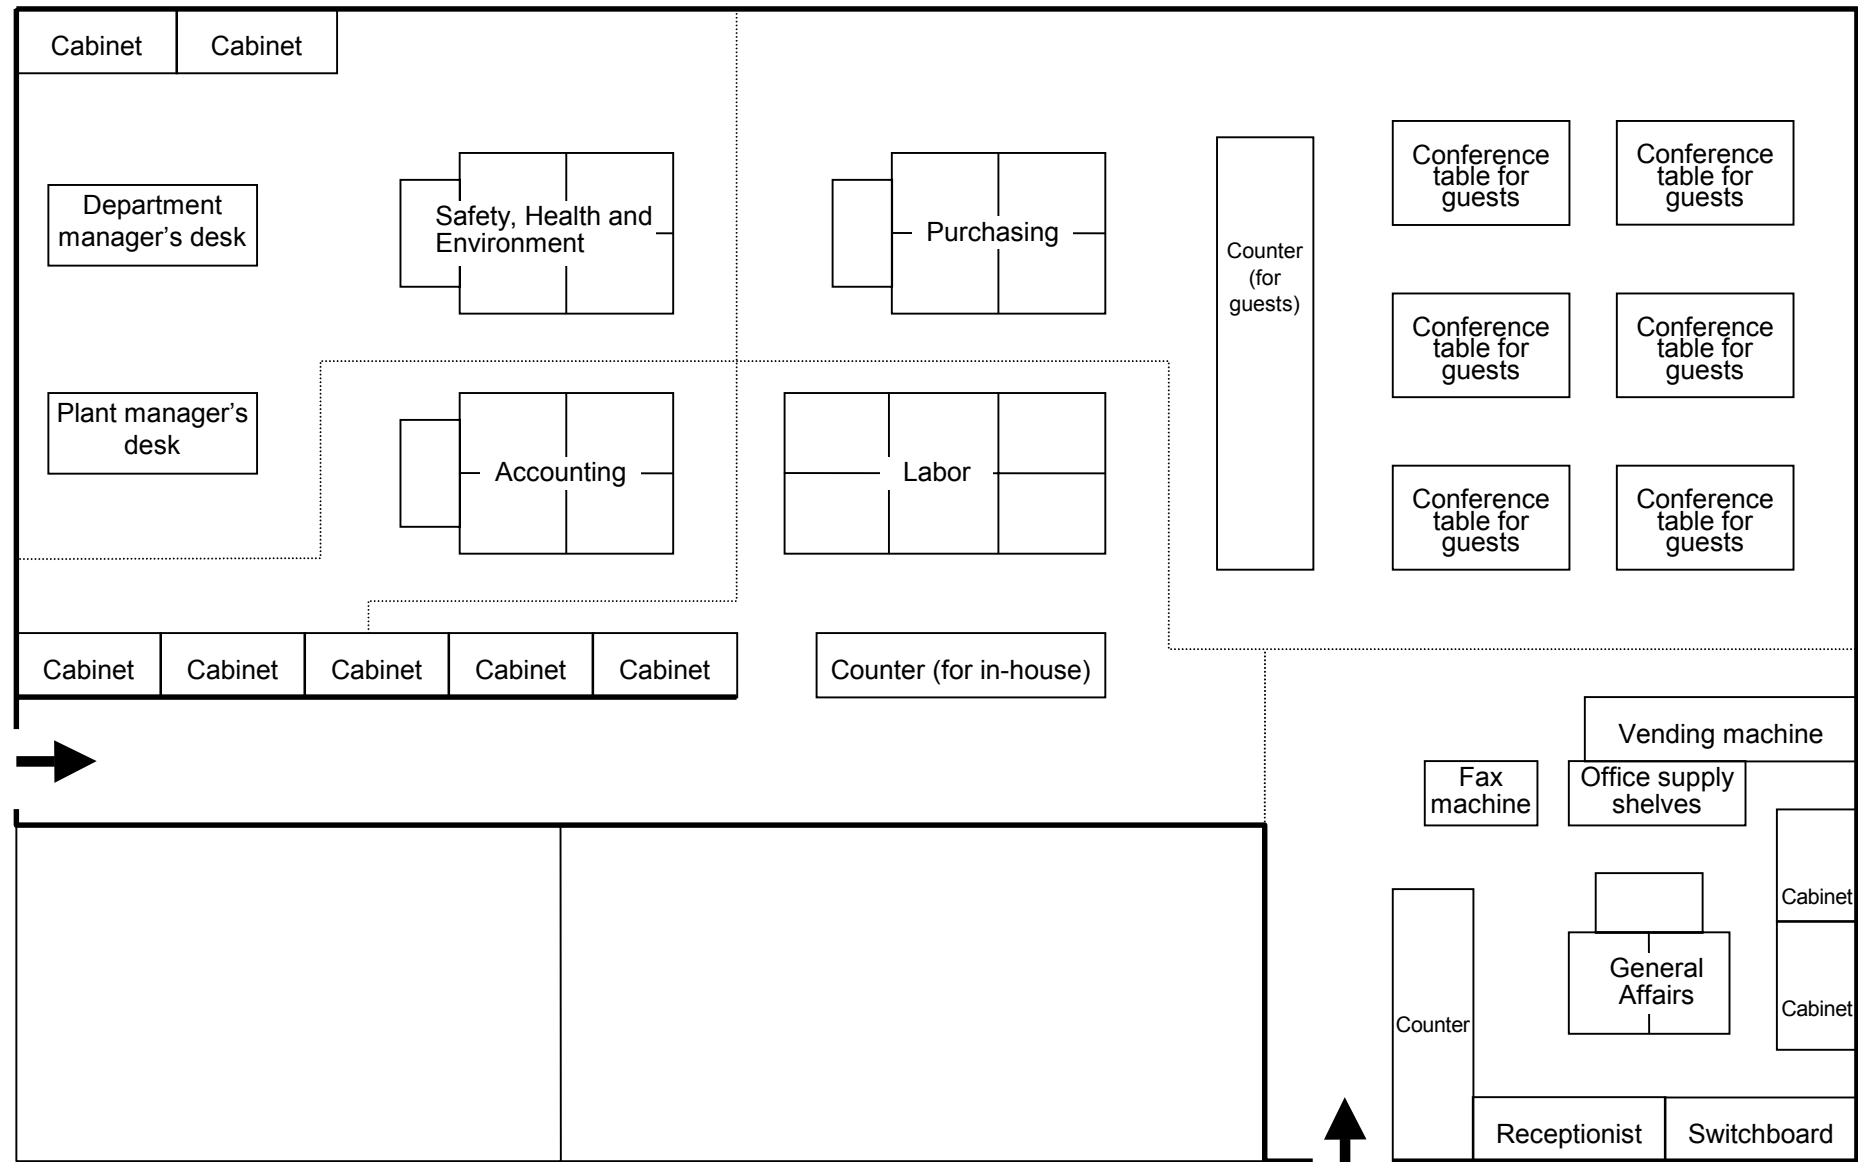 Cabinet
Cabinet
Department
manager's desk
Safety, Health and
Environment
Purchasing
Counter
(for
guests)
Conference
table for
guests
Conference
table for
guests
Conference
table for
guests
Conference
table for
guests
Plant manager's
desk
Accounting
Labor
Conference
table for
guests
Conference
table for
guests
Cabinet
Cabinet
Cabinet
Cabinet
Cabinet
Counter (for in-house)
Vending machine
Fax
machine
Office supply
shelves
Cabinet
General
Affairs
Cabinet
Counter
Receptionist
Switchboard